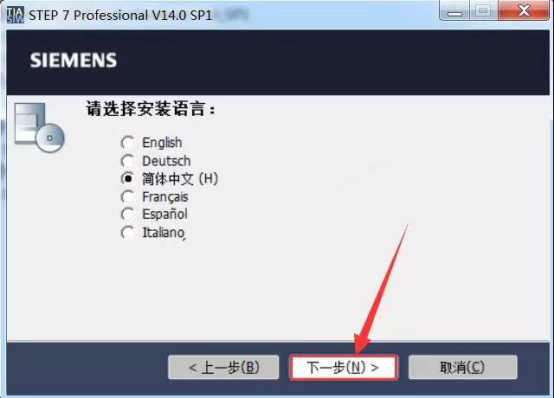 TIA STEP 7 Professional V14.0 SP1
SIEMENS
请选择安装语言：
English
Deutsch
简体中文 (H)
Français
Español
Italiano
< 上一步(B)
下一步(N) >
取消(C)